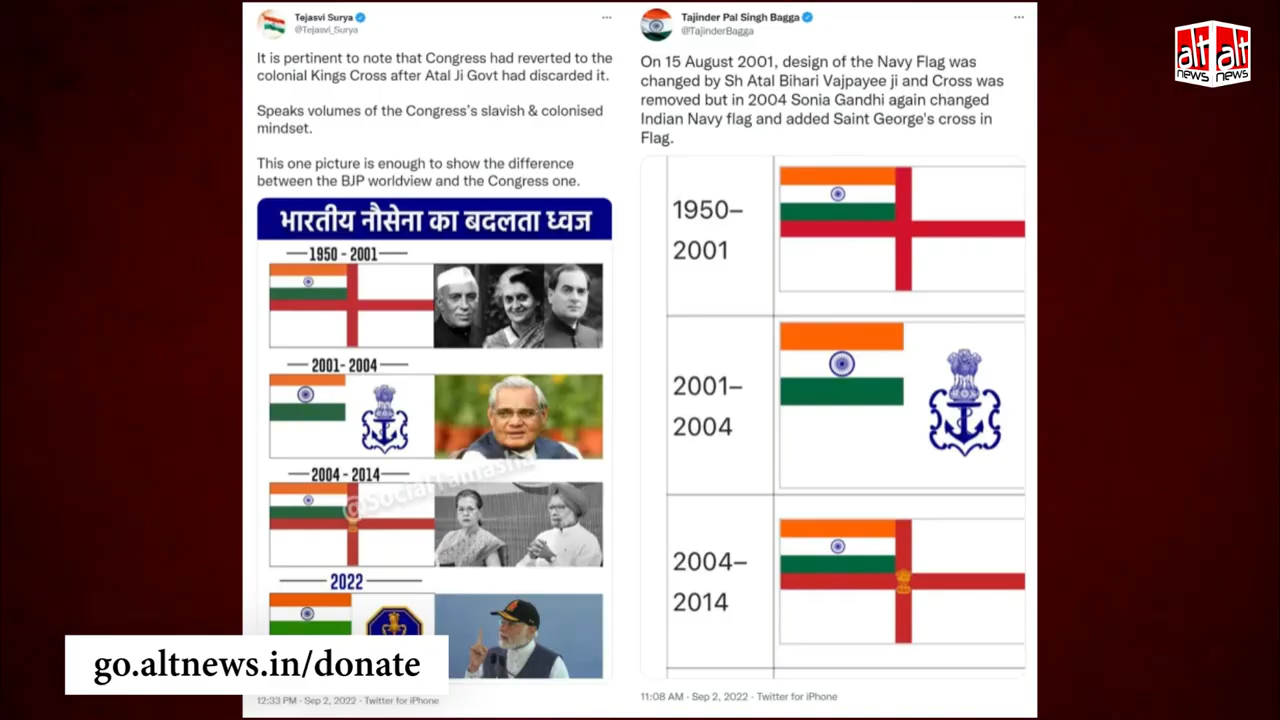 Tejasvi Surya
@Tejasvi_Surya
It is pertinent to note that Congress had reverted to the
colonial Kings Cross after Atal Ji Govt had discarded it.
Speaks volumes of the Congress's slavish & colonised
mindset.
This one picture is enough to show the difference
between the BJP worldview and the Congress one.
भारतीय नौसेना का बदलता ध्वज
1950 - 2001
2001- 2004
@SocialTamasha
2004 - 2014
2022
12:33 PM · Sep 2, 2022 · Twitter for iPhone
Tajinder Pal Singh Bagga
@TajinderBagga
On 15 August 2001, design of the Navy Flag was
changed by Sh Atal Bihari Vajpayee ji and Cross was
removed but in 2004 Sonia Gandhi again changed
Indian Navy flag and added Saint George's cross in
Flag.
1950–
2001
2001–
2004
2004–
2014
11:08 AM · Sep 2, 2022 · Twitter for iPhone
alt alt
news news
go.altnews.in/donate